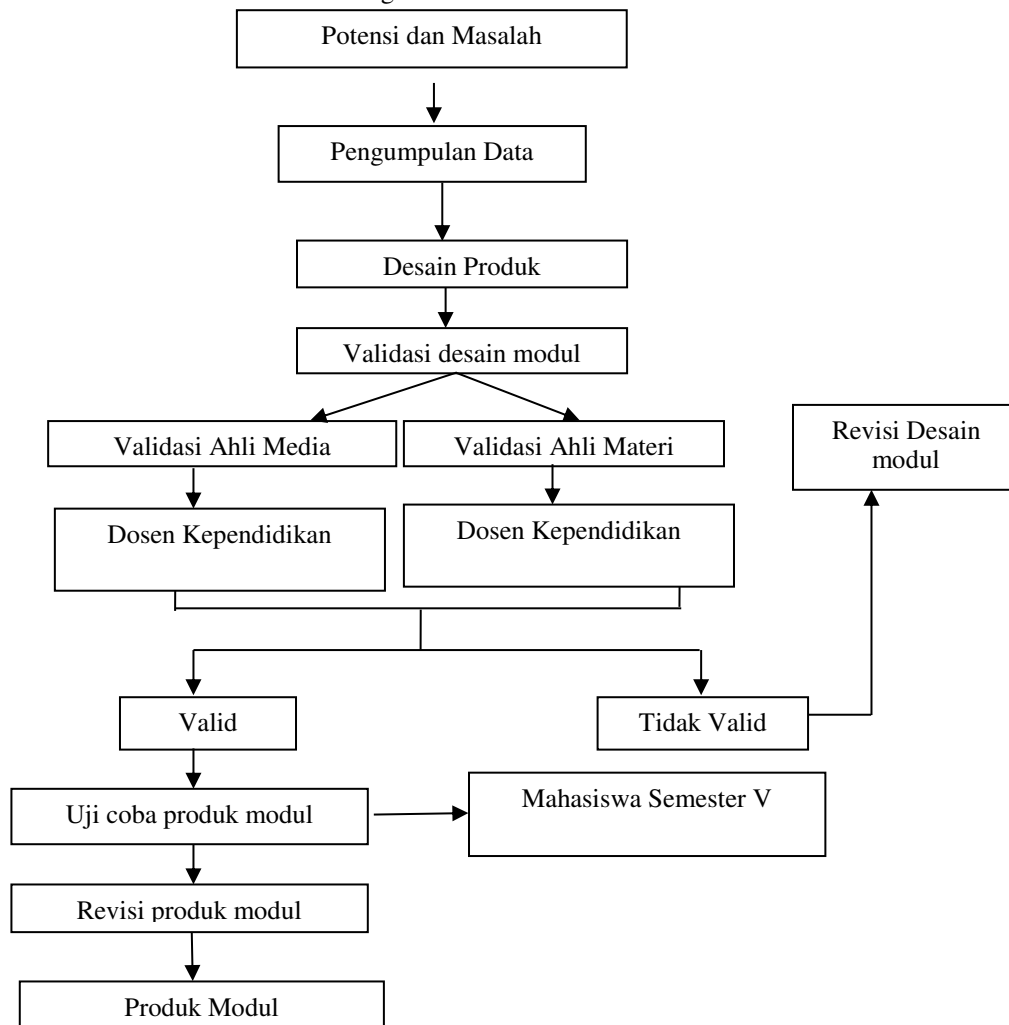 Potensi dan Masalah
Pengumpulan Data
Desain Produk
Validasi desain modul
Validasi Ahli Media
Validasi Ahli Materi
Revisi Desain
modul
Dosen Kependidikan
Dosen Kependidikan
Valid
Tidak Valid
Uji coba produk modul
Mahasiswa Semester V
Revisi produk modul
Produk Modul